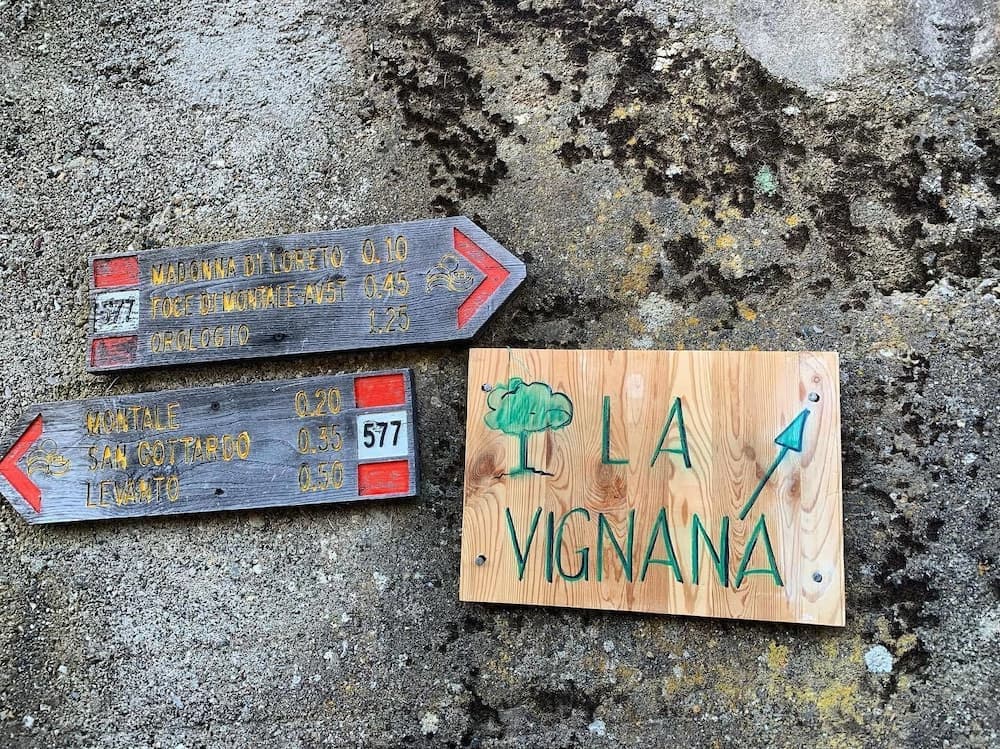 577
MADONNA DI LORETO 0.10
FOCE DI MONTALE-AV5T 0.45
OROLOGIO 1.25
MONTALE 0.20
SAN GOTTARDO 0.35
LEVANTO 0.50
577
LA
VIGNANA